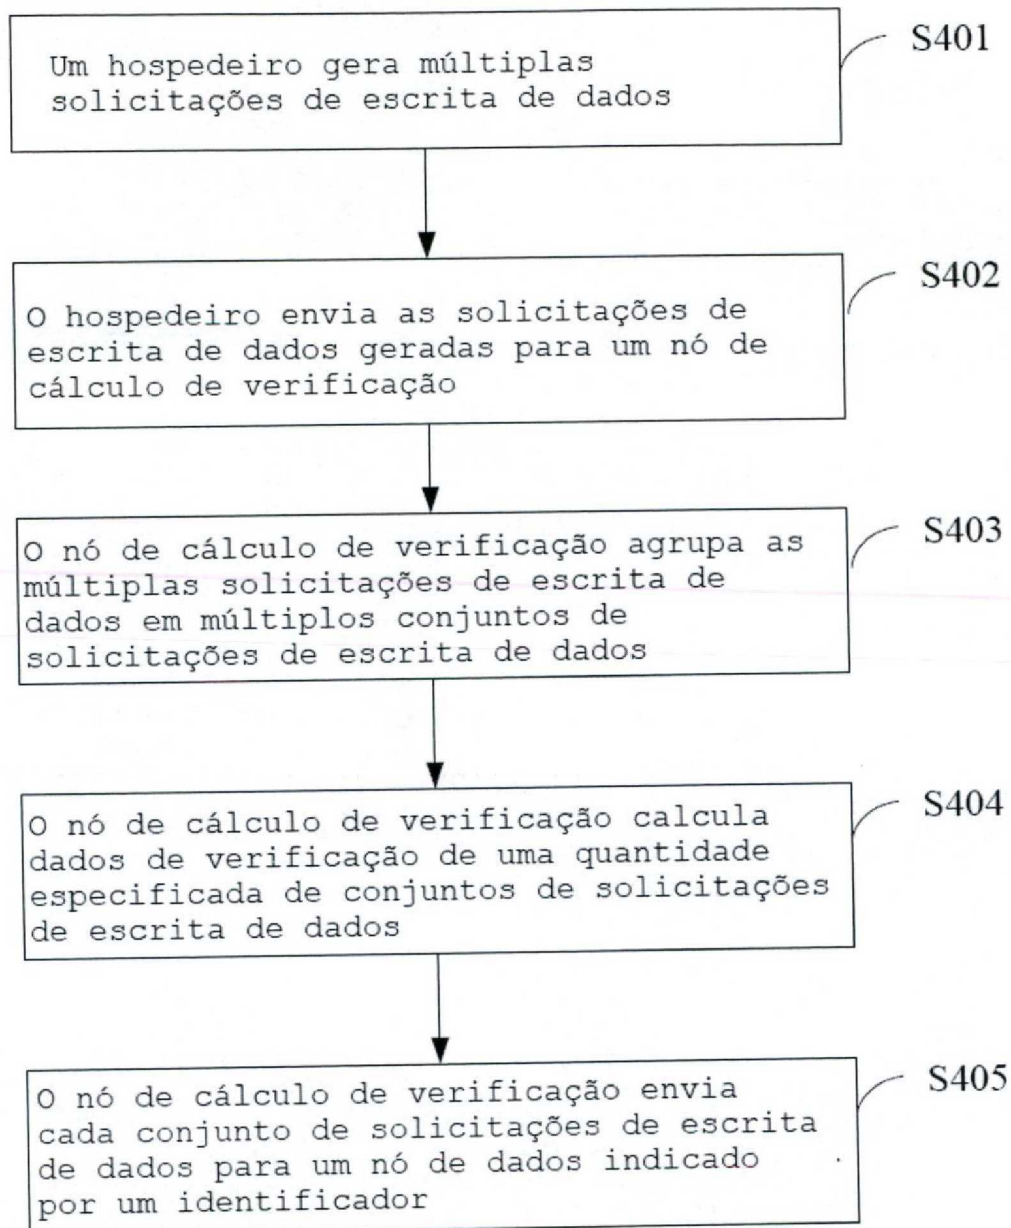 S401
Um hospedeiro gera múltiplas
solicitações de escrita de dados
S402
O hospedeiro envia as solicitações de
escrita de dados geradas para um nó de
cálculo de verificação
S403
O nó de cálculo de verificação agrupa as
múltiplas solicitações de escrita de
dados em múltiplos conjuntos de
solicitações de escrita de dados
S404
O nó de cálculo de verificação calcula
dados de verificação de uma quantidade
especificada de conjuntos de solicitações
de escrita de dados
S405
O nó de cálculo de verificação envia
cada conjunto de solicitações de escrita
de dados para um nó de dados indicado
por um identificador